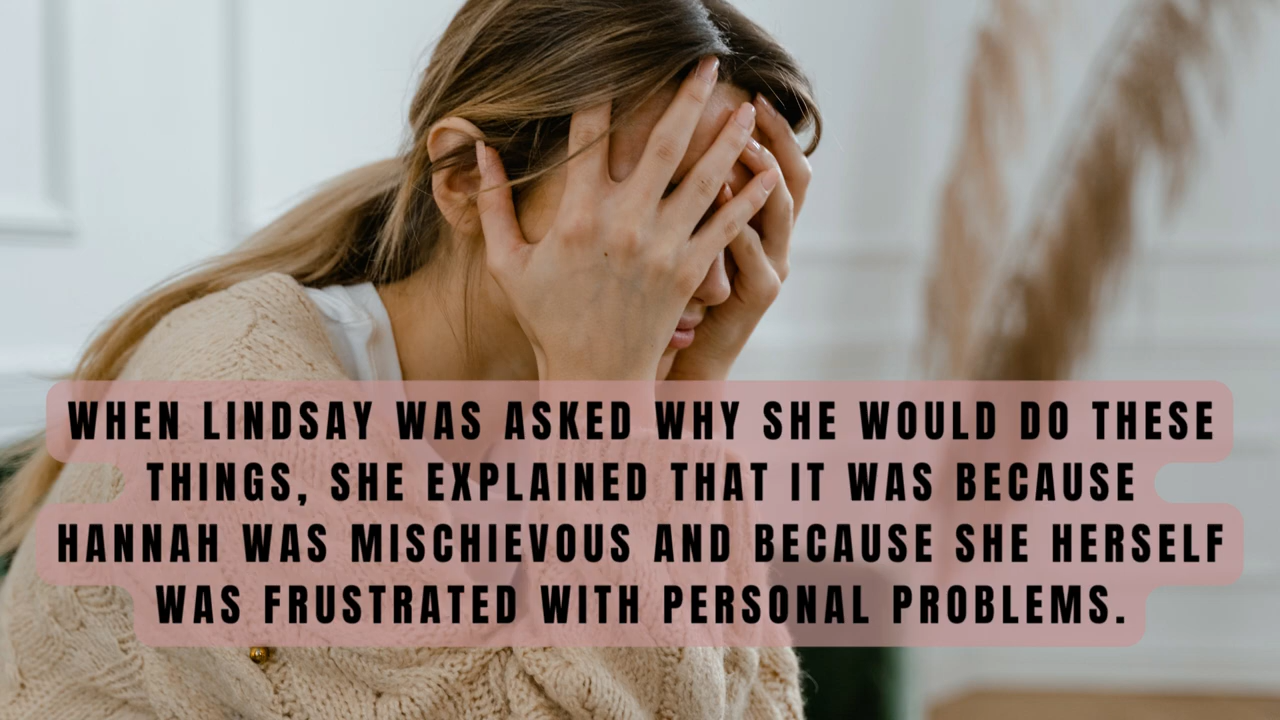 WHEN LINDSAY WAS ASKED WHY SHE WOULD DO THESE
THINGS, SHE EXPLAINED THAT IT WAS BECAUSE
HANNAH WAS MISCHIEVOUS AND BECAUSE SHE HERSELF
WAS FRUSTRATED WITH PERSONAL PROBLEMS.